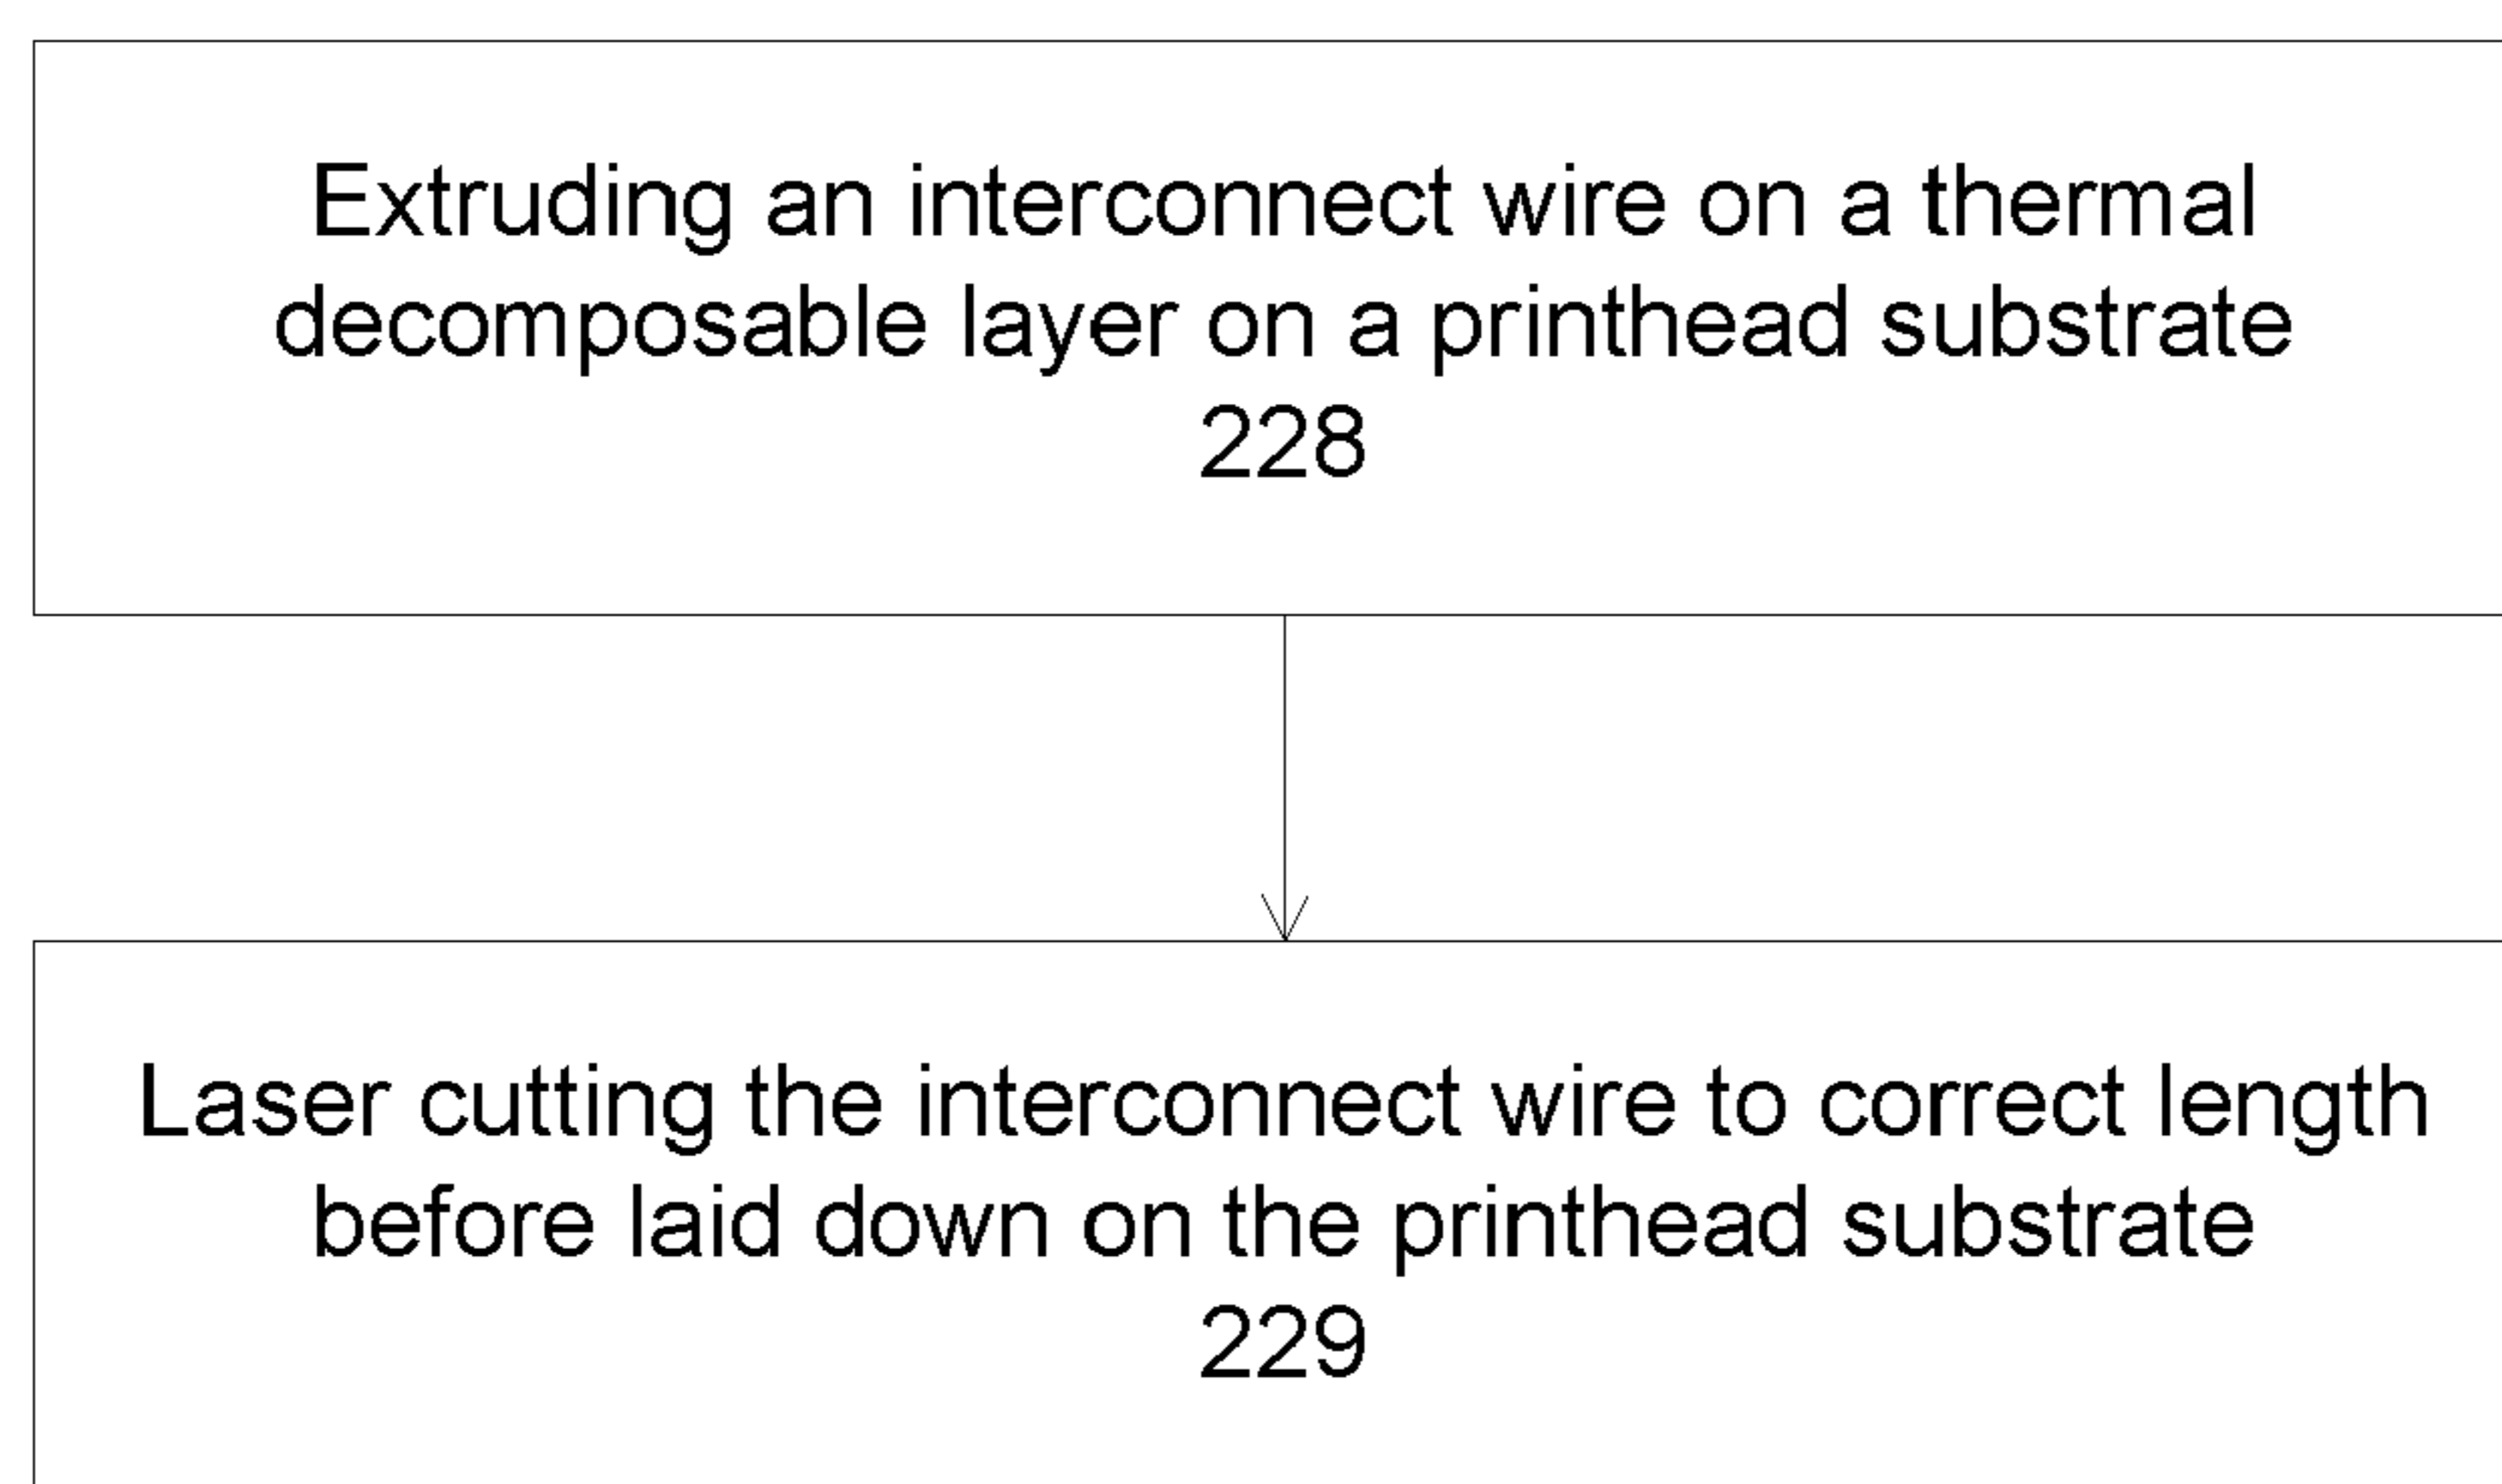 Extruding an interconnect wire on a thermal
decomposable layer on a printhead substrate
228
Laser cutting the interconnect wire to correct length
before laid down on the printhead substrate
229